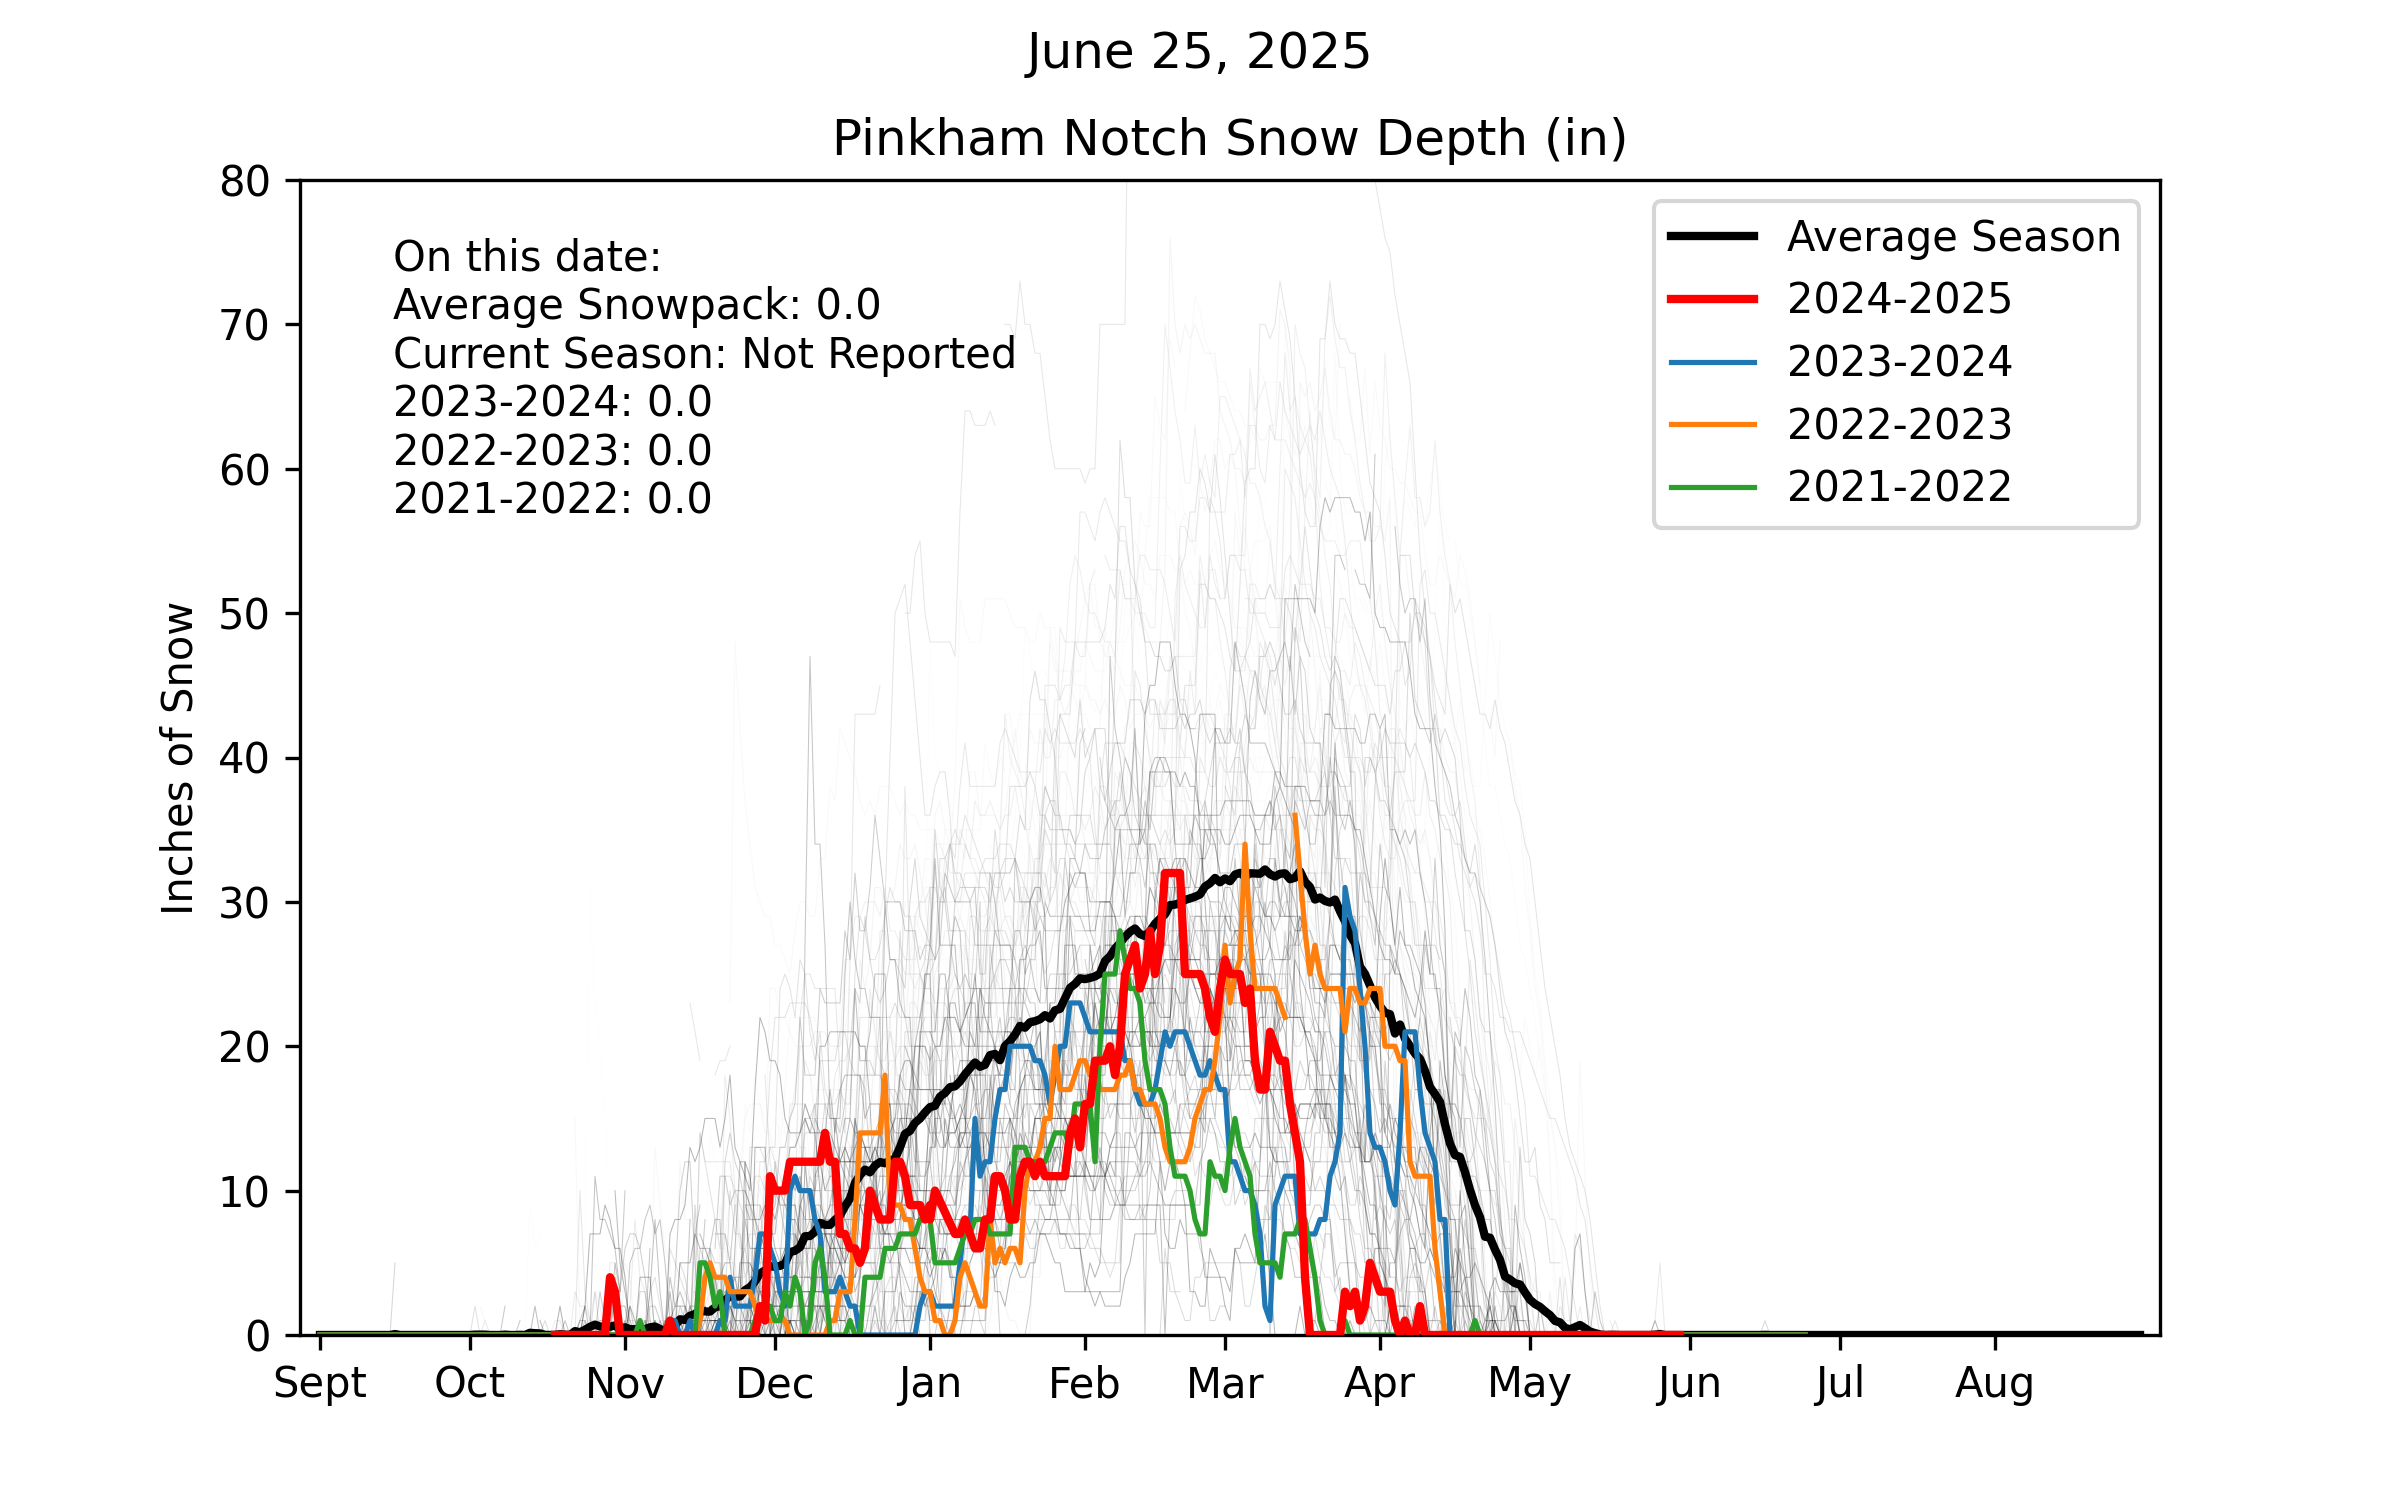 June 25, 2025
Pinkham Notch Snow Depth (in)
80
70
60
50
40
30
20
10
0
Inches of Snow
On this date:
Average Snowpack: 0.0
Current Season: Not Reported
2023-2024: 0.0
2022-2023: 0.0
2021-2022: 0.0
Average Season
2024-2025
2023-2024
2022-2023
2021-2022
Sept Oct Nov Dec Jan Feb Mar Apr May Jun Jul Aug